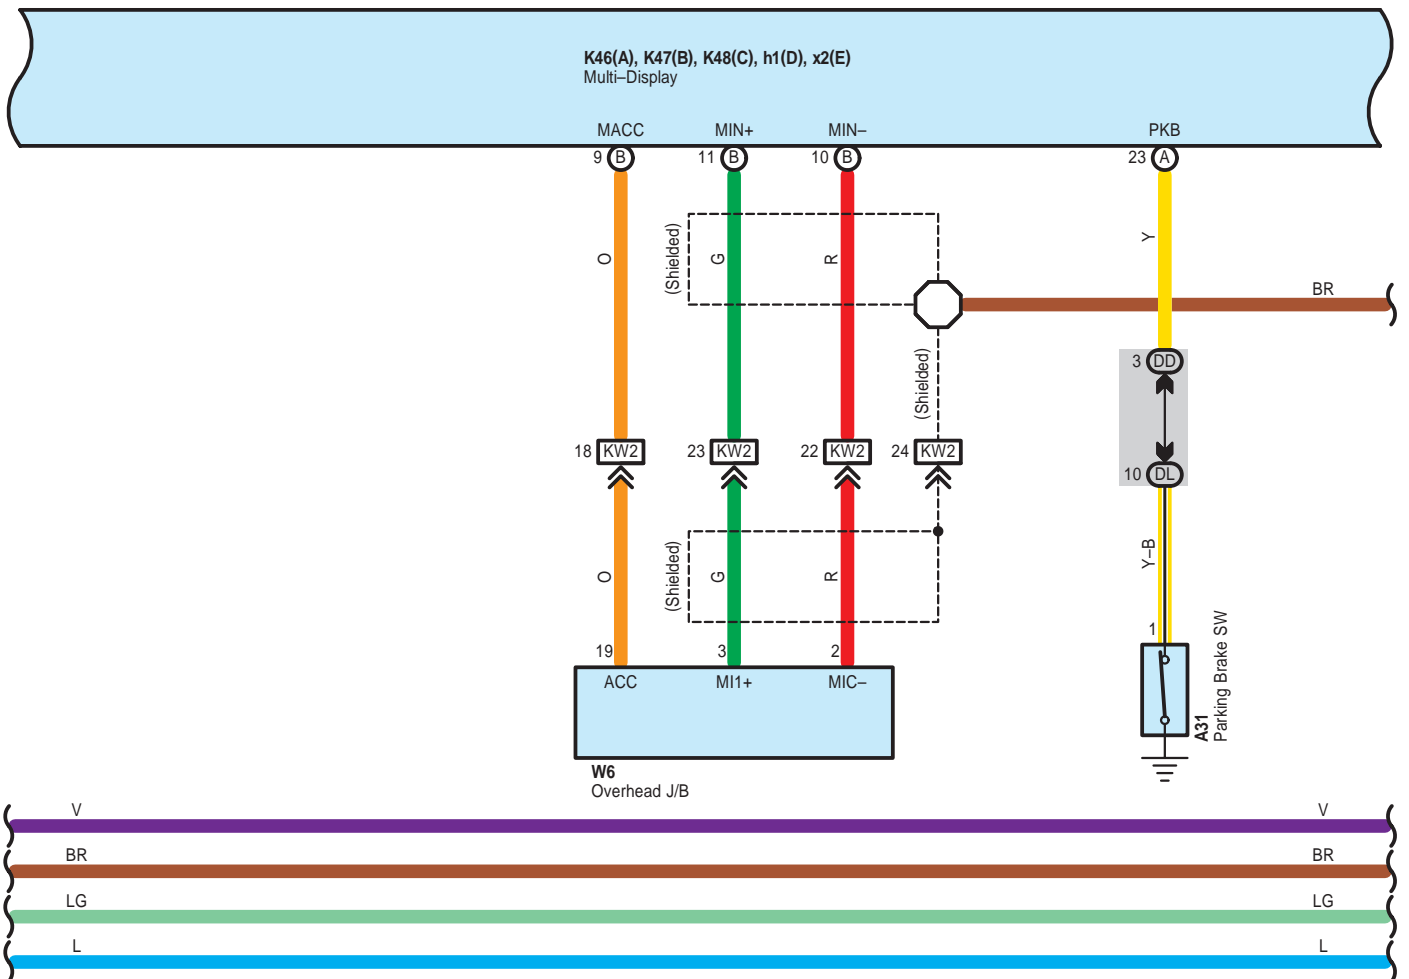 K46(A), K47(B), K48(C), h1(D), x2(E)
Multi–Display
MACC MIN+ MIN– PKB
9 B 11 B 10 B 23 A
(Shielded)
O G R Y
BR
3 DD
(Shielded)
18 KW2 23 KW2 22 KW2 24 KW2
10 DL
(Shielded)
O G R Y–B
19 3 2 1
ACC MI1+ MIC–
A31
Parking Brake SW
W6
Overhead J/B
V V
BR BR
LG LG
L L